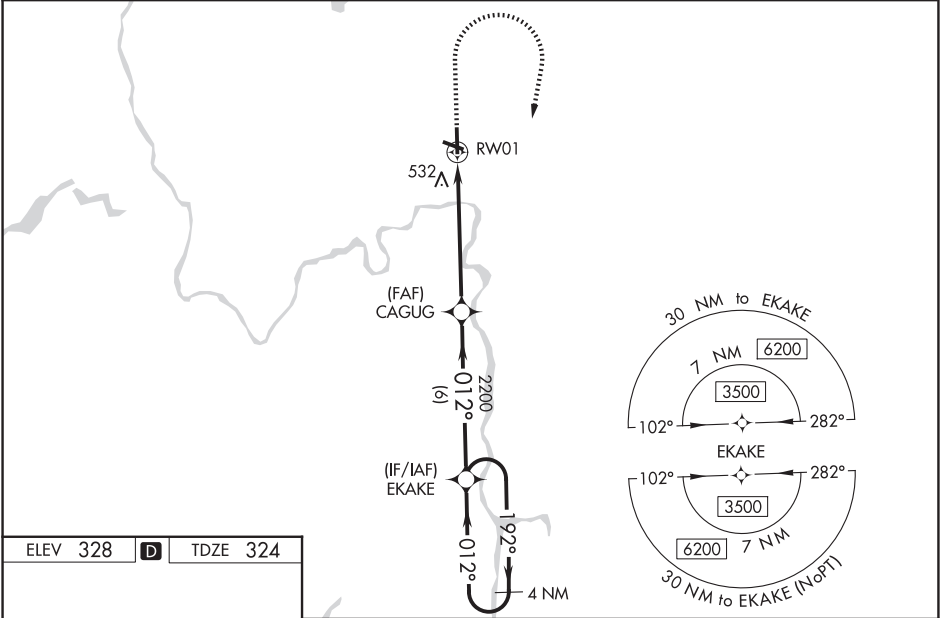 RW01
532
(FAF)
CAGUG
2200
012°
(6)
(IF/IAF)
EKAKE
192°
012°
4 NM
30 NM to EKAKE
7 NM
6200
3500
102°
282°
EKAKE
102°
282°
3500
6200
7 NM
30 NM to EKAKE (NoPT)
ELEV 328 D TDZE 324